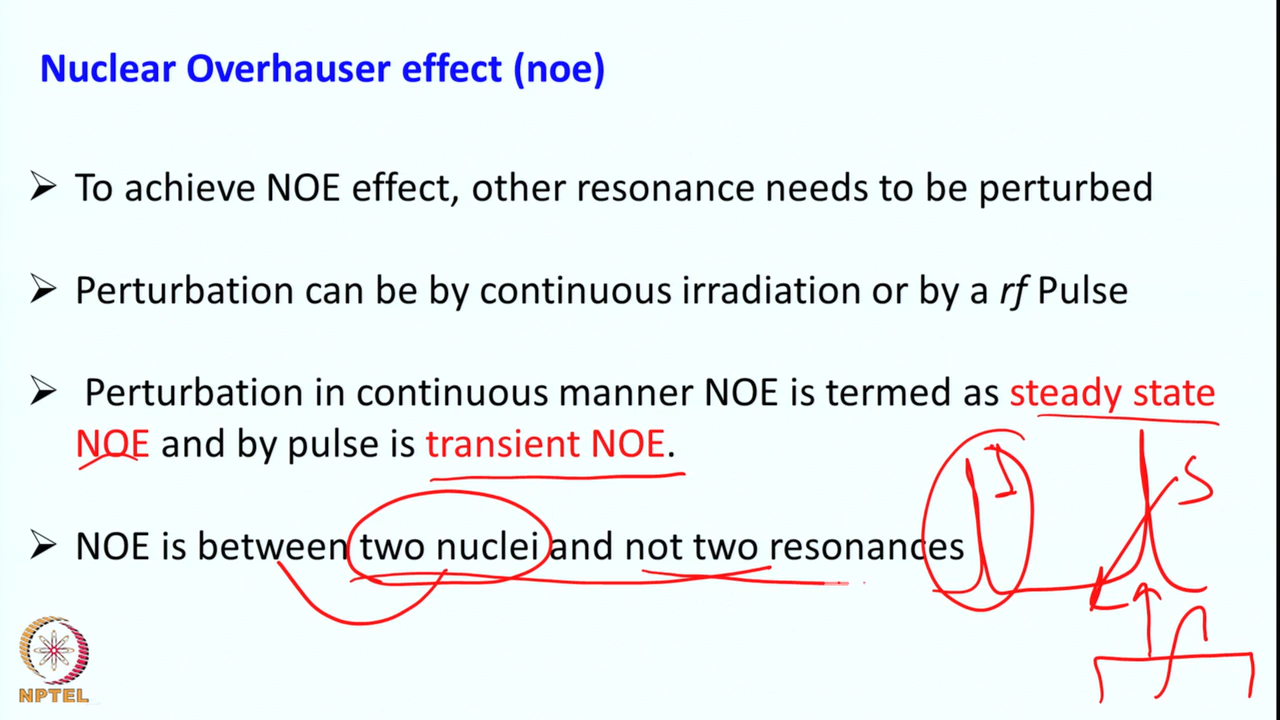 Nuclear Overhauser effect (noe)
➢ To achieve NOE effect, other resonance needs to be perturbed
➢ Perturbation can be by continuous irradiation or by a rf Pulse
➢ Perturbation in continuous manner NOE is termed as steady state
NOE and by pulse is transient NOE.
➢ NOE is between two nuclei and not two resonances
I
S
NPTEL